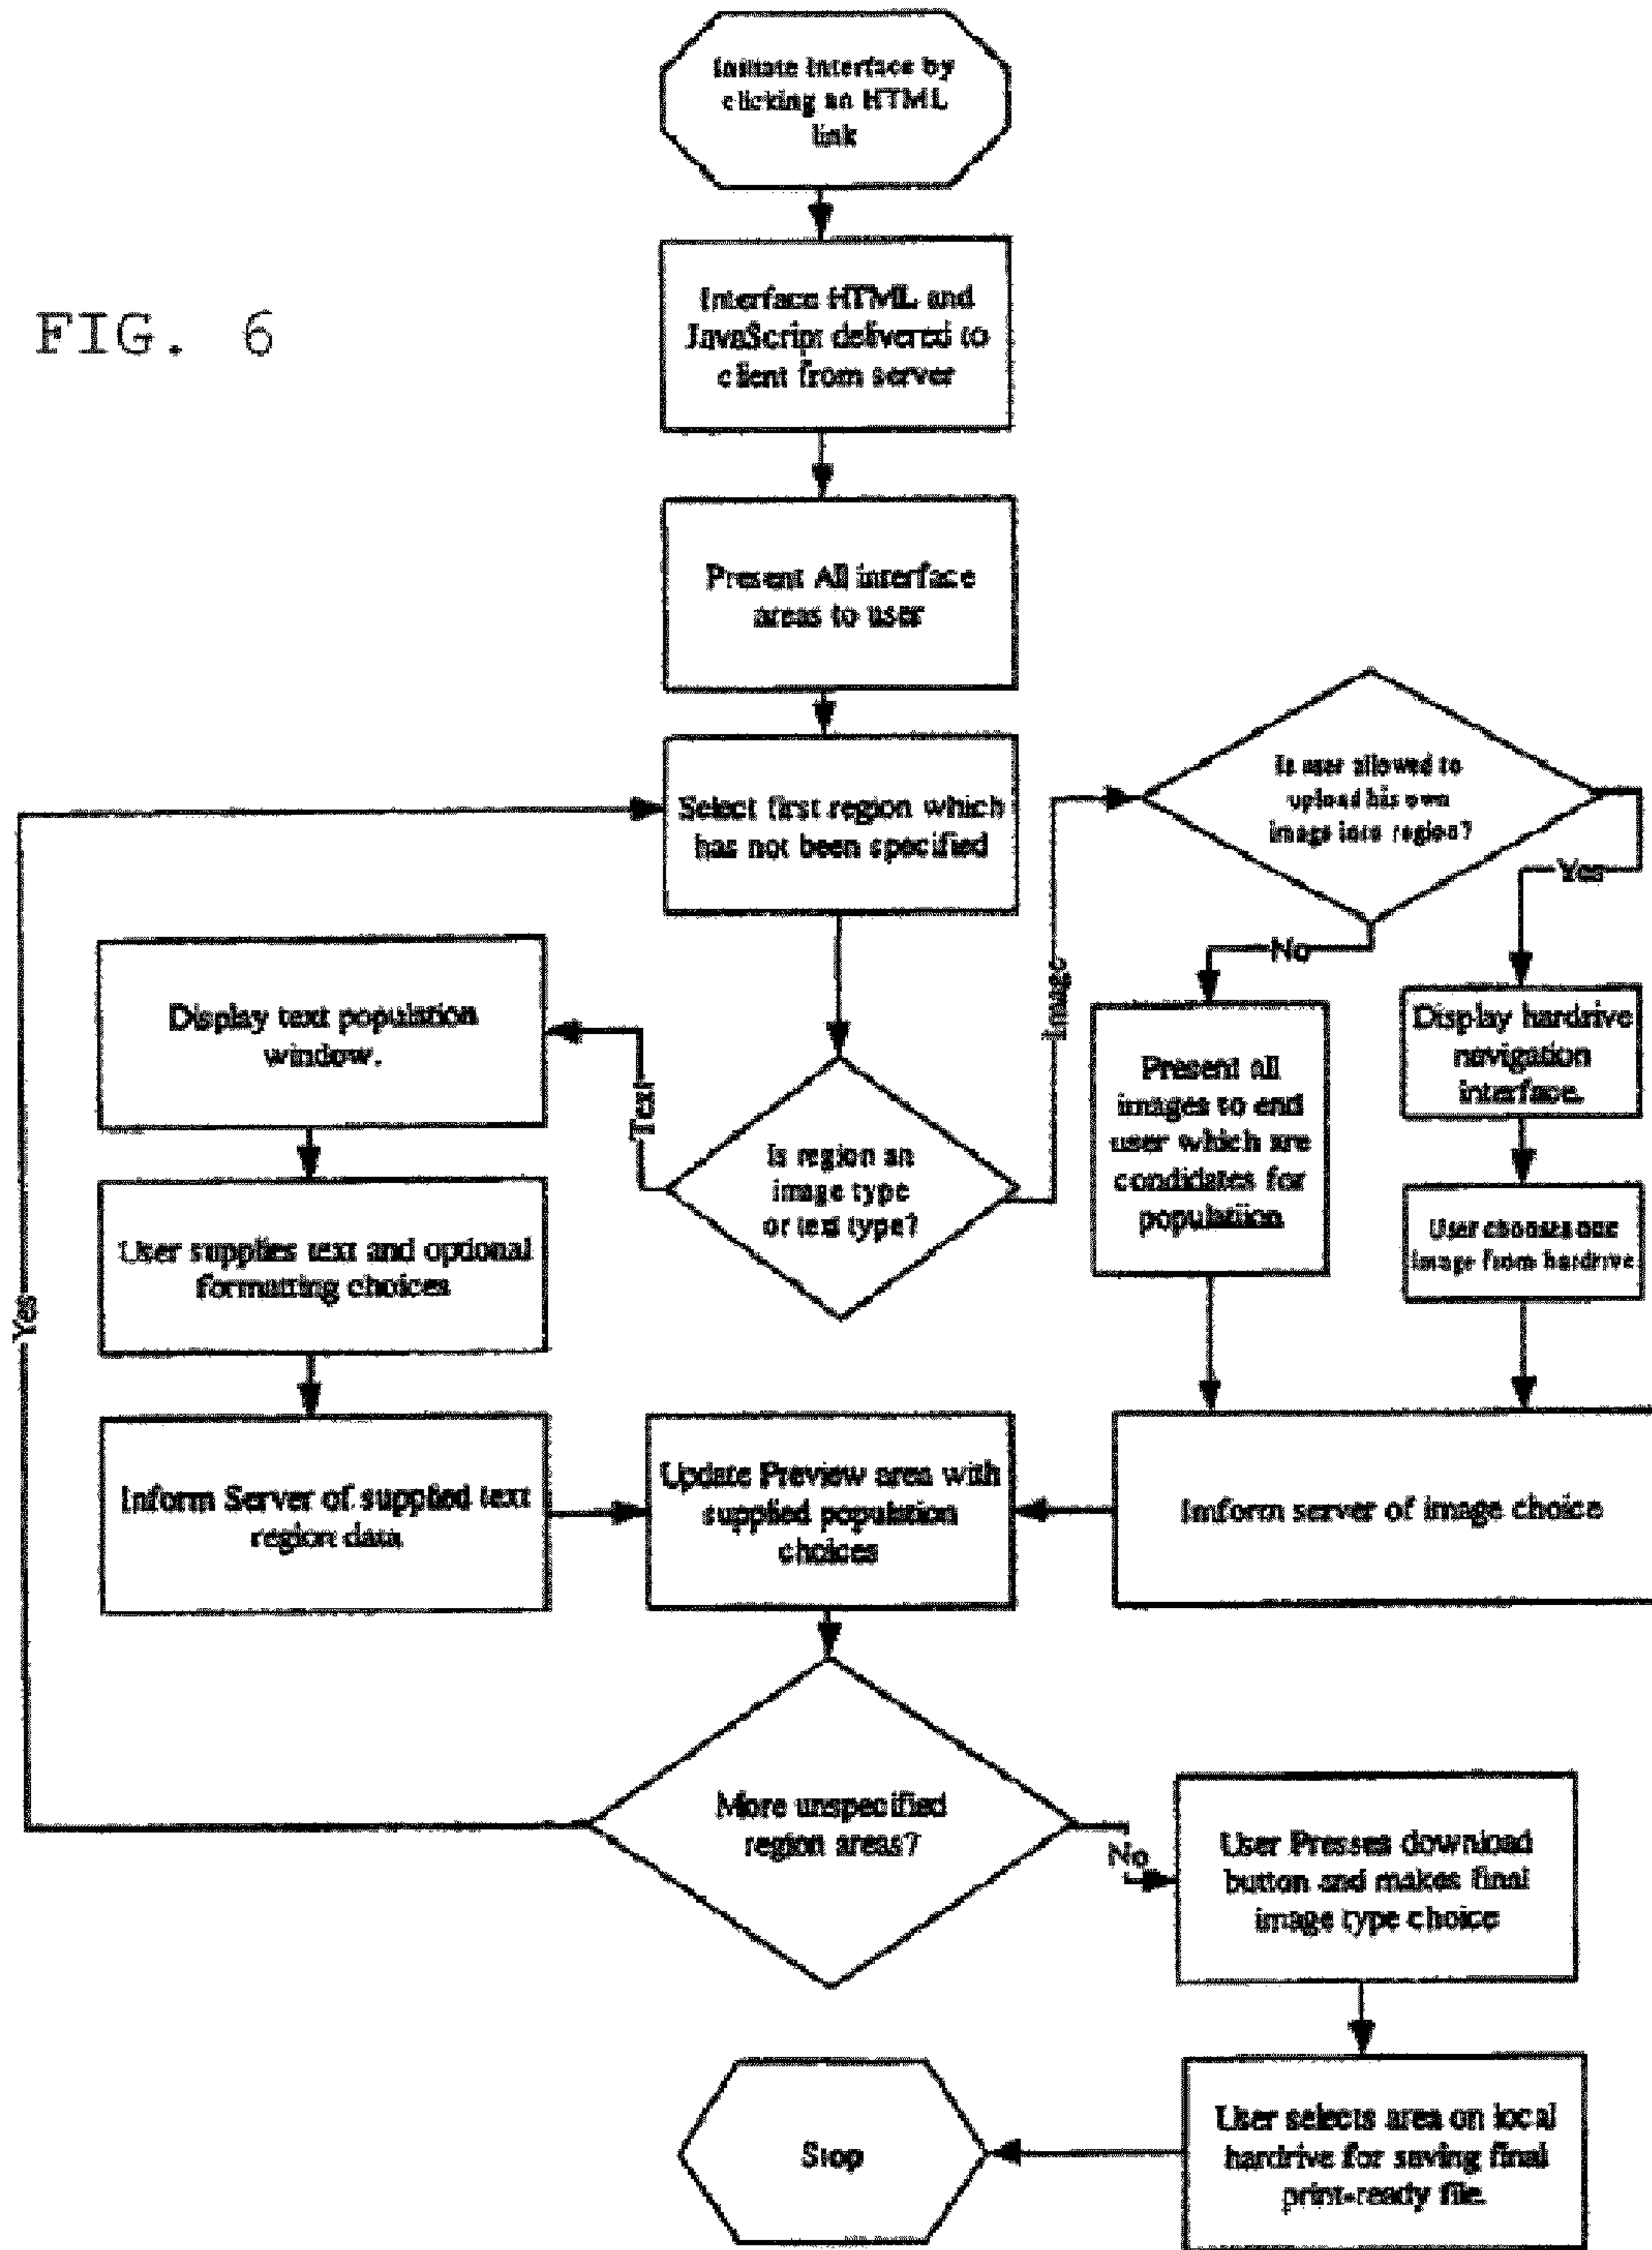 Initiate Interface by
clicking an HTML
link
FIG. 6
Interface HTML and
JavaScript delivered to
client from server
Present All interface
areas to user
Select first region which
has not been specified
Is user allowed to
upload his own
image into region?
Yes
No
Image
Display text population
window.
Text
Is region an
image type
or text type?
Present all
images to end
user which are
candidates for
population
Display hardrive
navigation
interface.
User supplies text and optional
formatting choices
User chooses one
image from hardrive
Yes
Inform Server of supplied text
region data
Update Preview area with
supplied population
choices
Imform server of image choice
More unspecified
region areas?
No
User Presses download
button and makes final
image type choice
User selects area on local
hardrive for saving final
print-ready file.
Stop